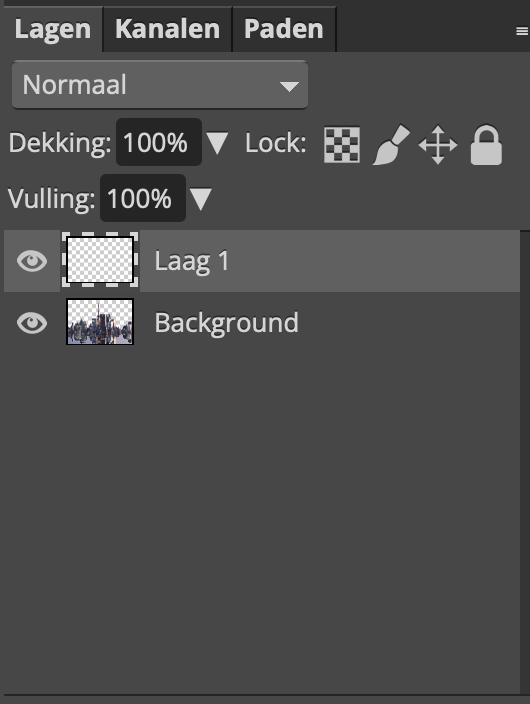 Lagen Kanalen Paden
Normaal
Dekking: 100% Lock:
Vulling: 100%
Laag 1
Background